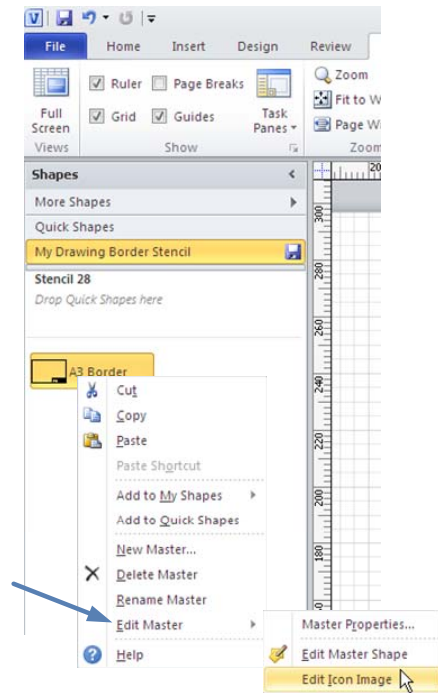 File Home Insert Design Review
Ruler Page Breaks
Grid Guides
Full Screen
Task Panes
Zoom
Fit to W
Page Wi
Views Show Zoom
Shapes
More Shapes
Quick Shapes
My Drawing Border Stencil
Stencil 28
Drop Quick Shapes here
A3 Border
Cut
Copy
Paste
Paste Shortcut
Add to My Shapes
Add to Quick Shapes
New Master...
Delete Master
Rename Master
Edit Master
Help
Master Properties...
Edit Master Shape
Edit Icon Image
20
300
280
260
240
220
200
180